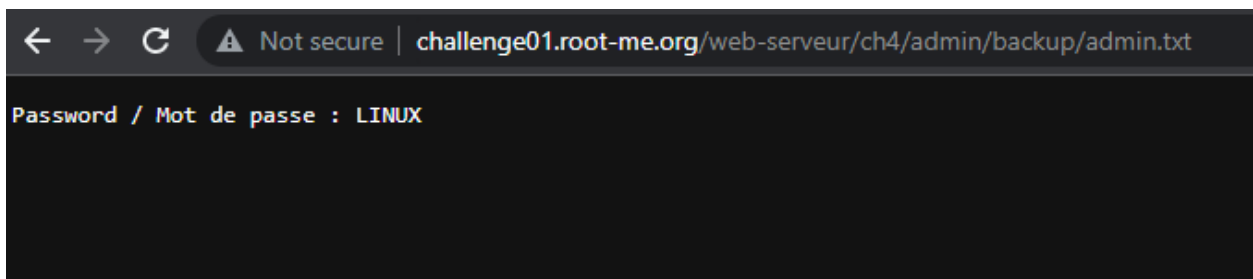 Not secure | challenge01.root-me.org/web-serveur/ch4/admin/backup/admin.txt
Password / Mot de passe : LINUX